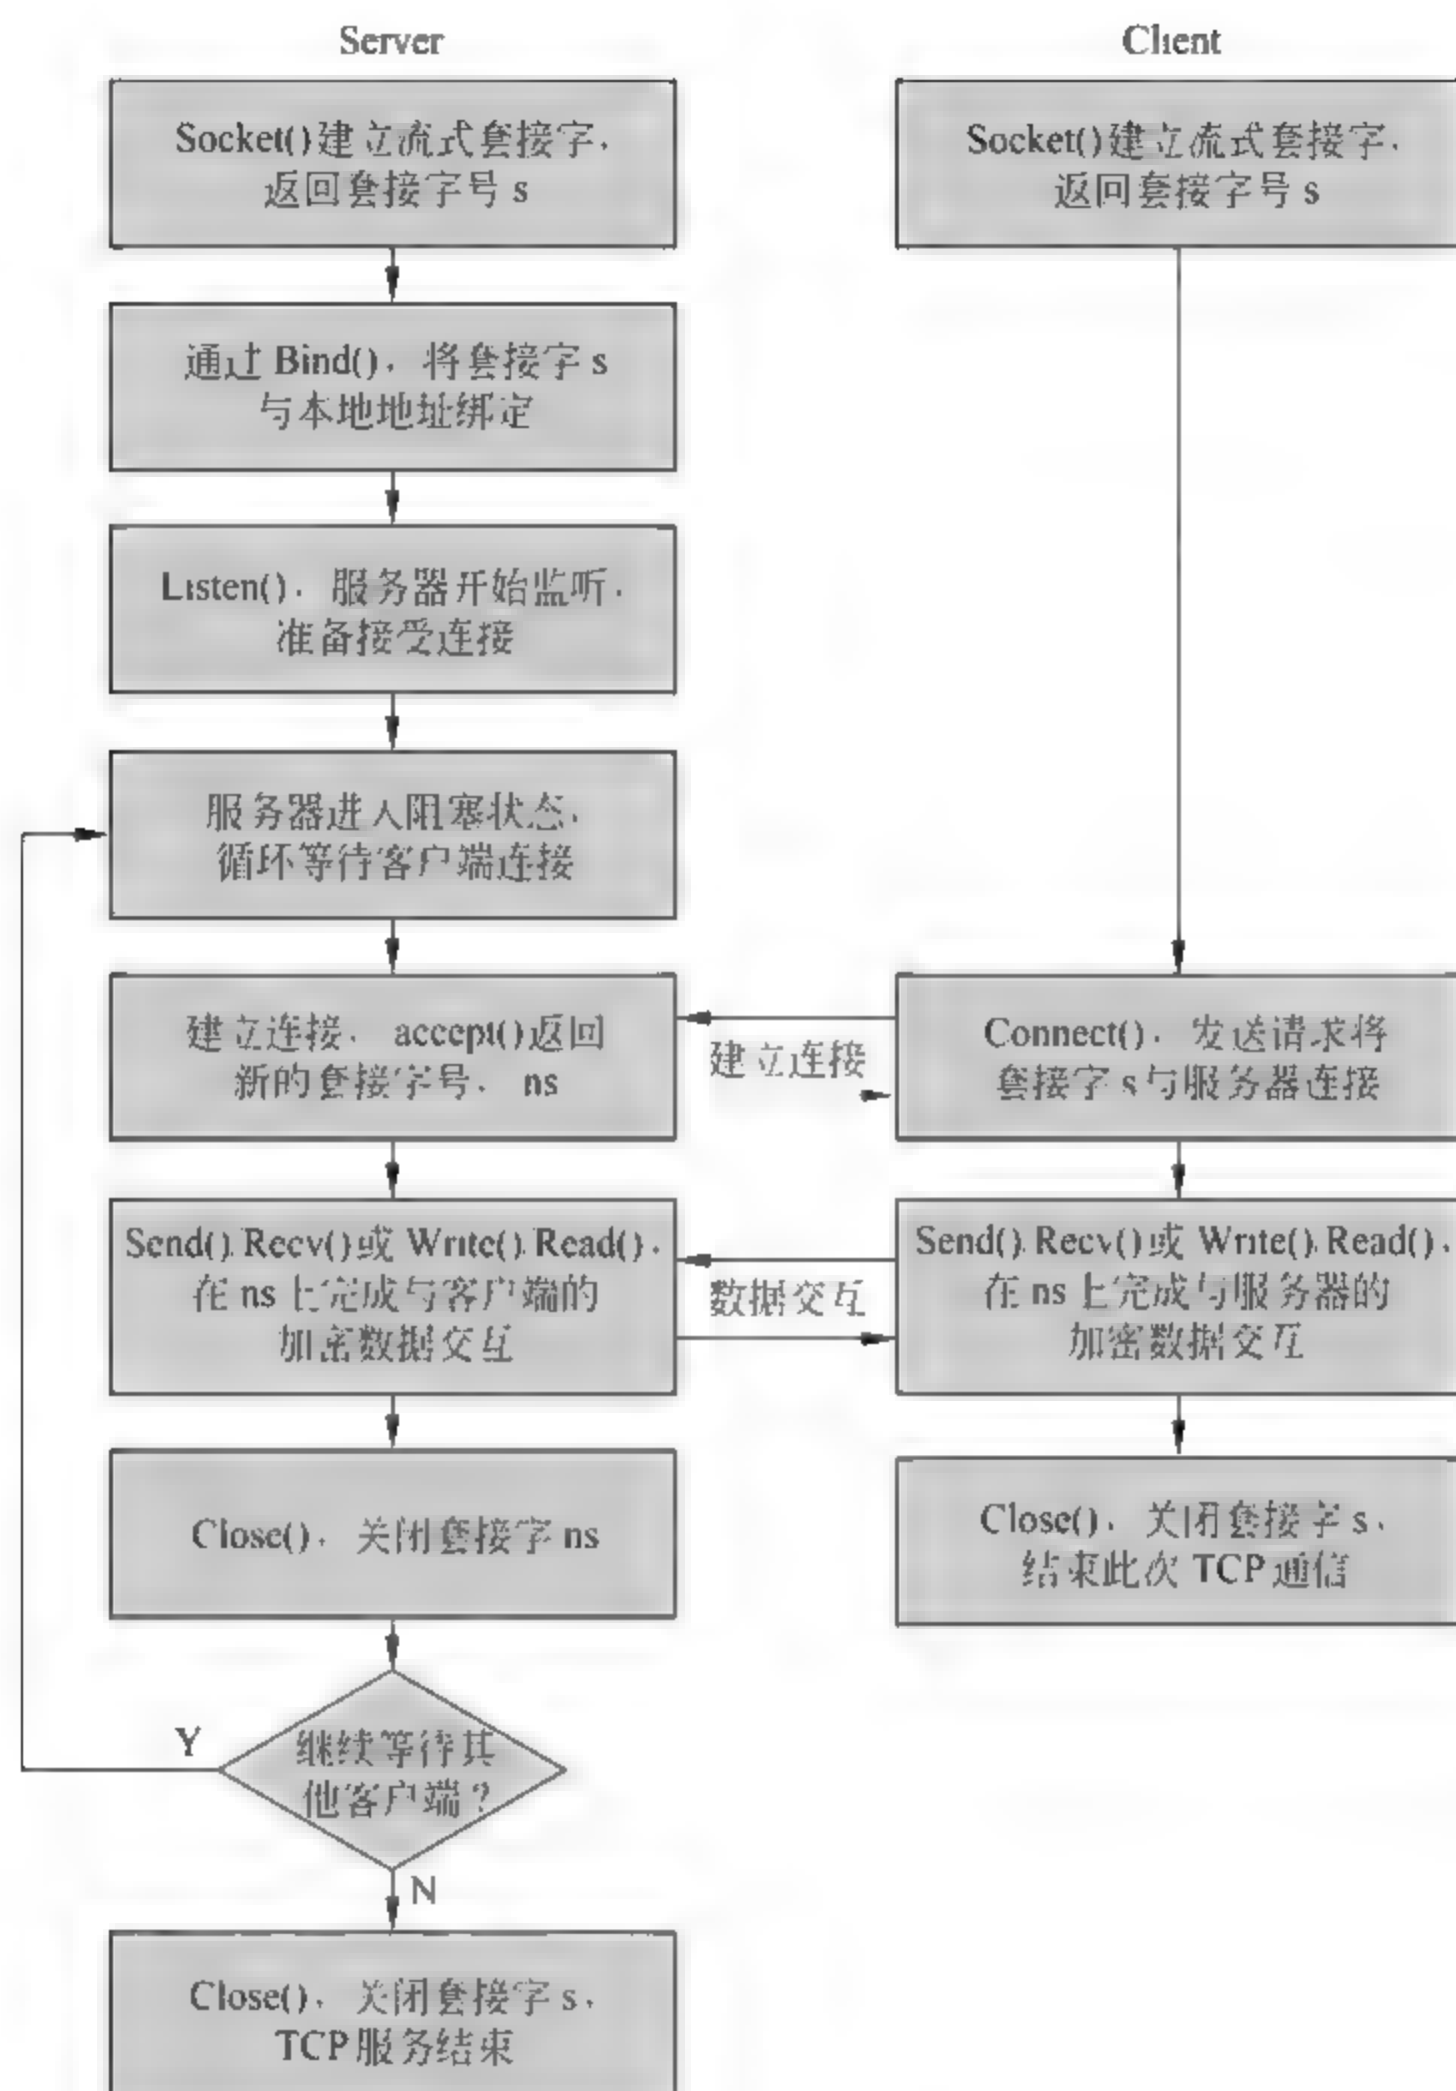 Server
Socket()建立流式套接字,
返回套接字号 s
通过 Bind(), 将套接字 s
与本地地址绑定
Listen(), 服务器开始监听,
准备接受连接
服务器进入阻塞状态,
循环等待客户端连接
建立连接, accept()返回
新的套接字号, ns
Send().Recv()或 Write().Read(),
在 ns 上完成与客户端的
加密数据交互
Close(), 关闭套接字 ns
Y
继续等待其
他客户端?
N
Close(), 关闭套接字 s,
TCP服务结束
建立连接
数据交互
Client
Socket()建立流式套接字,
返回套接字号 s
Connect(), 发送请求将
套接字 s 与服务器连接
Send().Recv()或 Write().Read(),
在 ns 上完成与服务器的
加密数据交互
Close(), 关闭套接字 s,
结束此次 TCP 通信